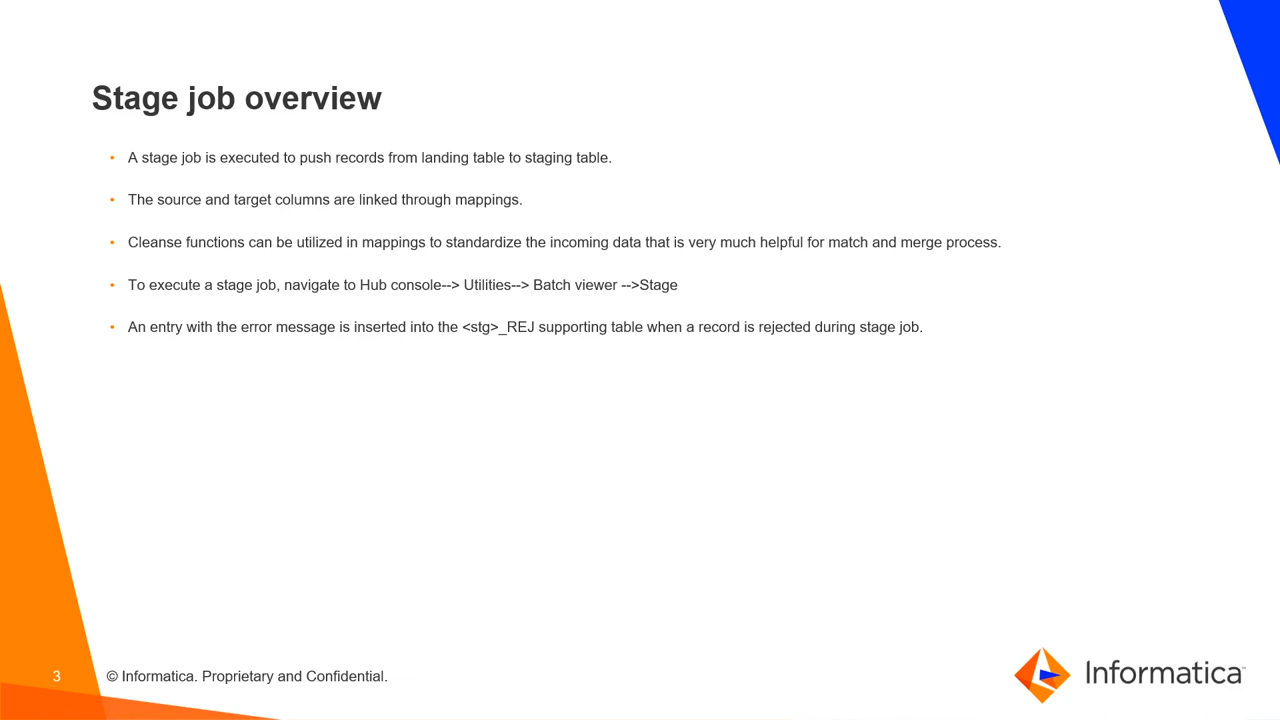 Stage job overview
• A stage job is executed to push records from landing table to staging table.
• The source and target columns are linked through mappings.
• Cleanse functions can be utilized in mappings to standardize the incoming data that is very much helpful for match and merge process.
• To execute a stage job, navigate to Hub console--> Utilities--> Batch viewer -->Stage
• An entry with the error message is inserted into the <stg>_REJ supporting table when a record is rejected during stage job.
3
© Informatica. Proprietary and Confidential.
Informatica™